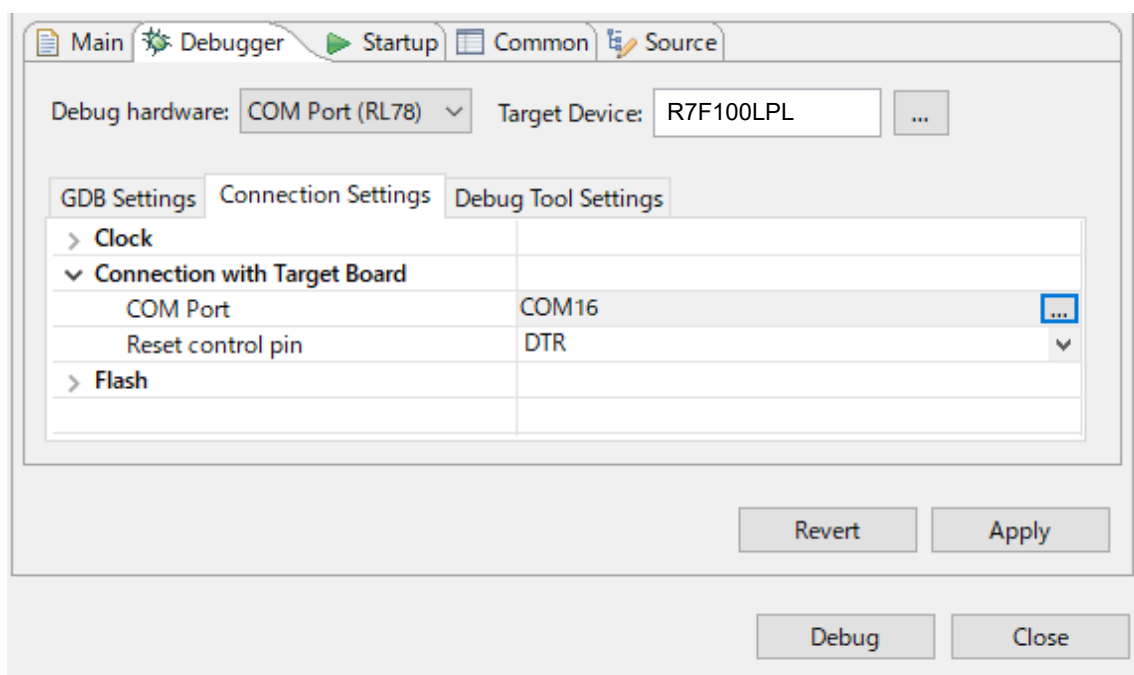 Main Debugger Startup Common Source
Debug hardware: COM Port (RL78) Target Device: R7F100LPL ...
GDB Settings Connection Settings Debug Tool Settings
Clock
Connection with Target Board
COM Port COM16 ...
Reset control pin DTR
Flash
Revert Apply
Debug Close